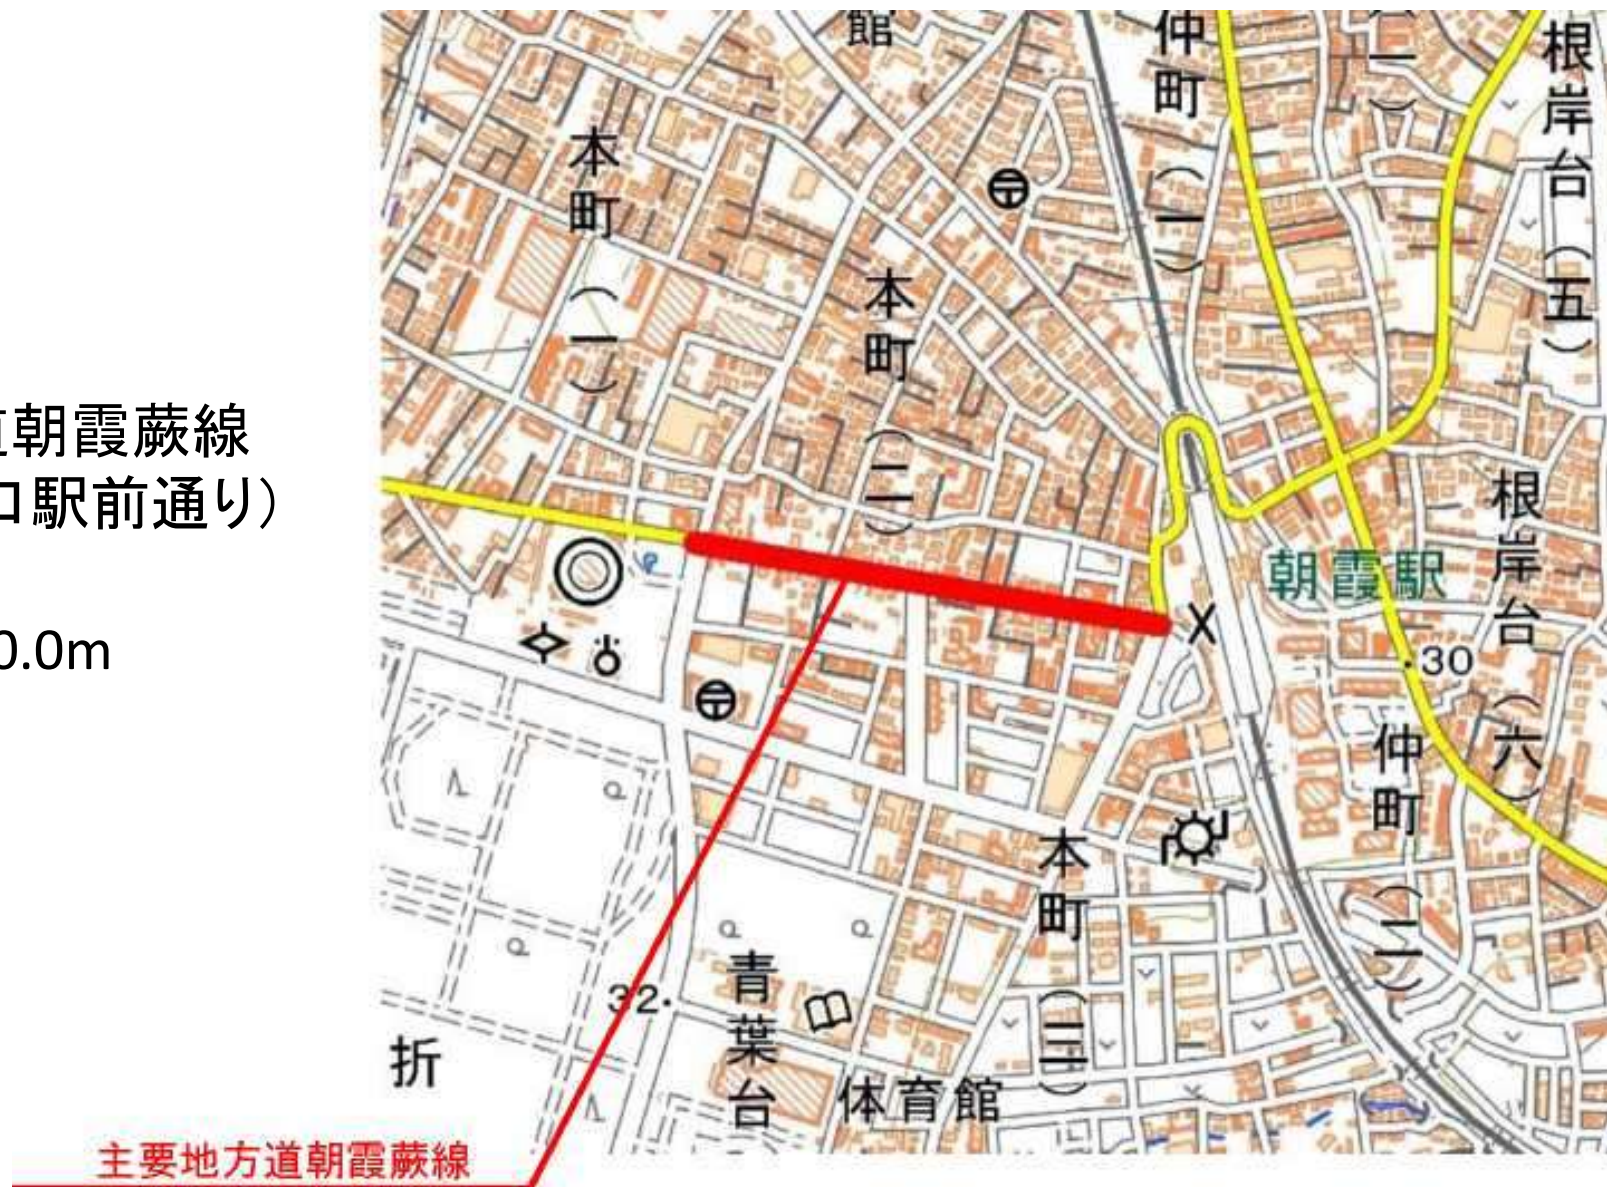 道朝霞蕨線
口駅前通り）
0.0m
館
仲町（一）
（一）
根岸台（五）
本町（一）
本町（二）
朝霞駅
根岸台（六）
30
仲町（二）
本町（三）
青葉台
32
折
体育館
主要地方道朝霞蕨線